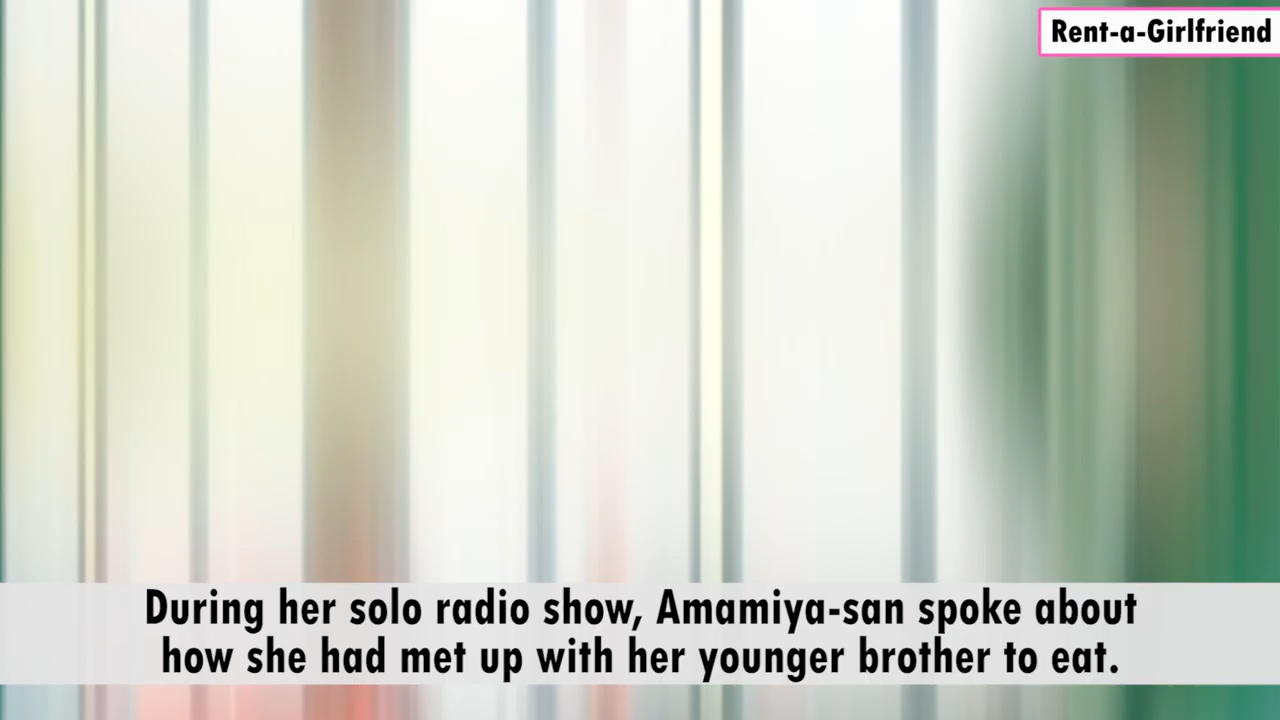 Rent-a-Girlfriend
During her solo radio show, Amamiya-san spoke about
how she had met up with her younger brother to eat.